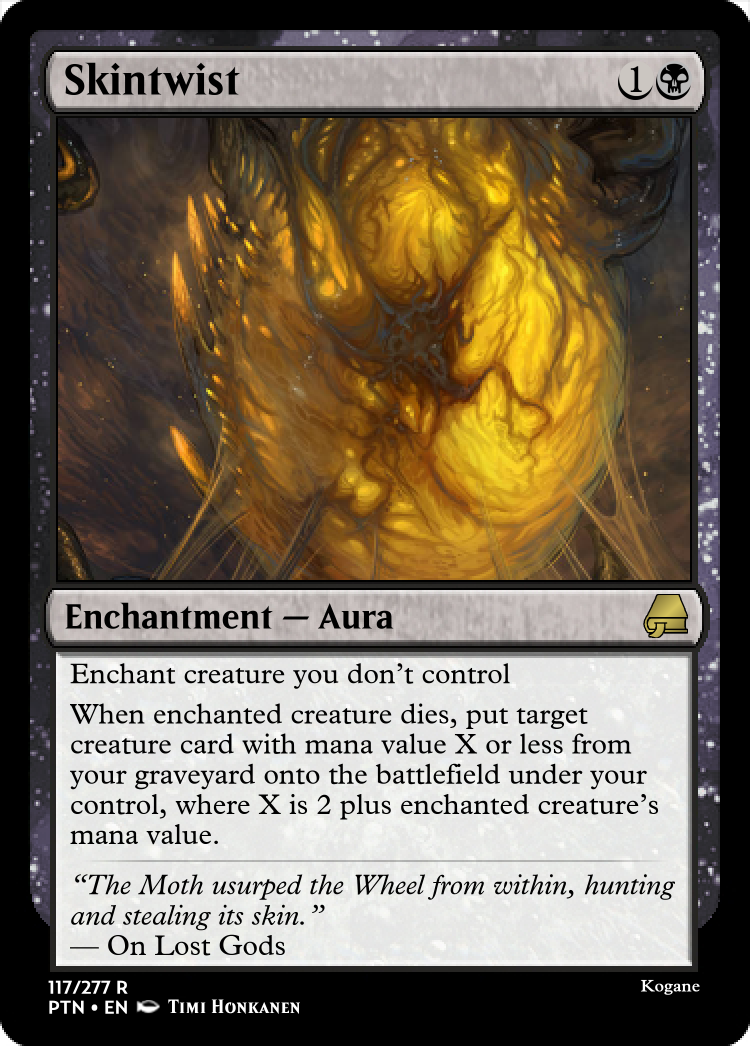 Skintwist 1
Enchantment — Aura
Enchant creature you don't control
When enchanted creature dies, put target
creature card with mana value X or less from
your graveyard onto the battlefield under your
control, where X is 2 plus enchanted creature's
mana value.
"The Moth usurped the Wheel from within, hunting
and stealing its skin."
— On Lost Gods
117/277 R
Kogane
PTN • EN Timi Honkanen